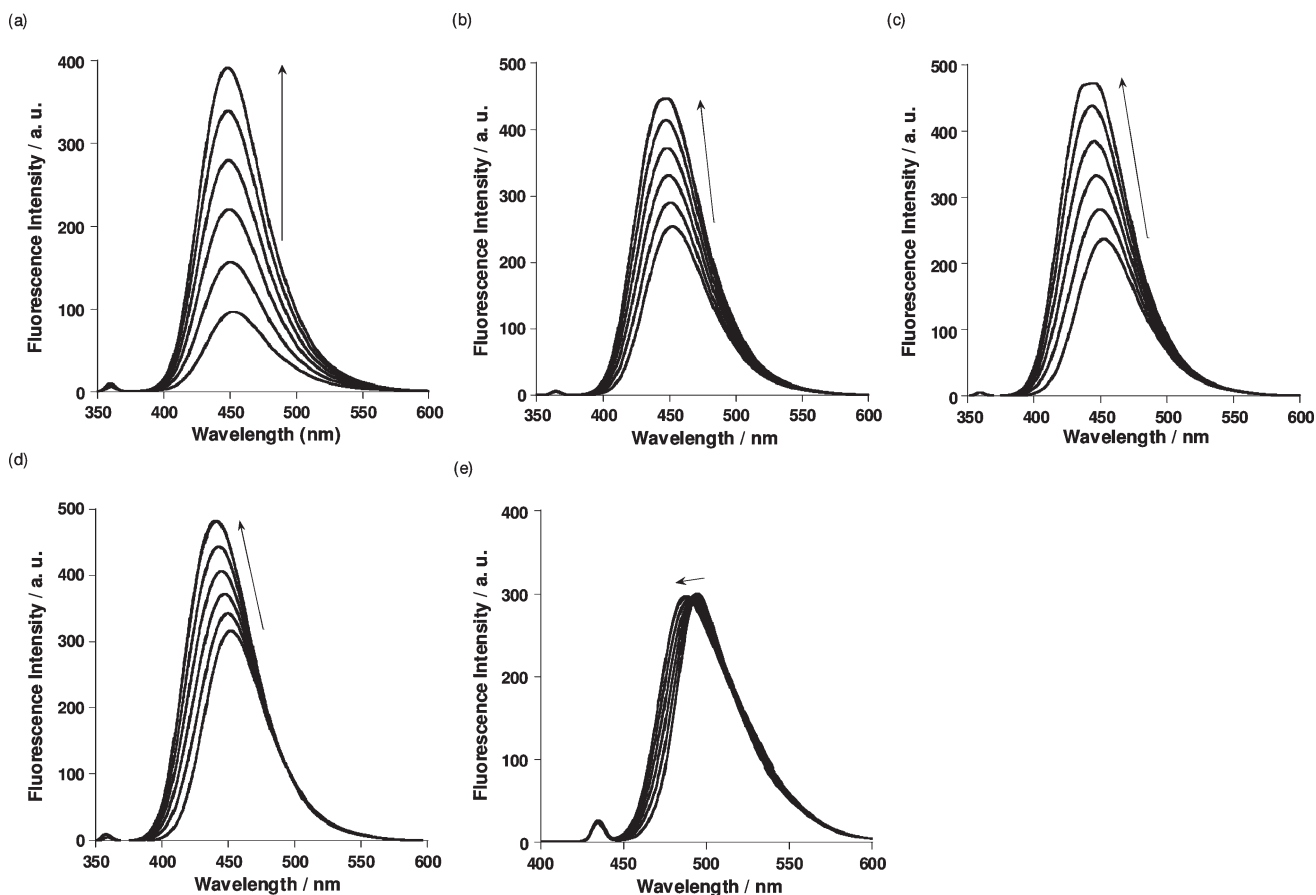 (a)
400
300
200
100
0
350 400 450 500 550 600
Wavelength (nm)
Fluorescence Intensity / a. u.
(b)
500
400
300
200
100
0
350 400 450 500 550 600
Wavelength / nm
Fluorescence Intensity / a. u.
(c)
500
400
300
200
100
0
350 400 450 500 550 600
Wavelength / nm
Fluorescence Intensity / a. u.
(d)
500
400
300
200
100
0
350 400 450 500 550 600
Wavelength / nm
Fluorescence Intensity / a. u.
(e)
400
300
200
100
0
400 450 500 550 600
Wavelength / nm
Fluorescence Intensity / a. u.